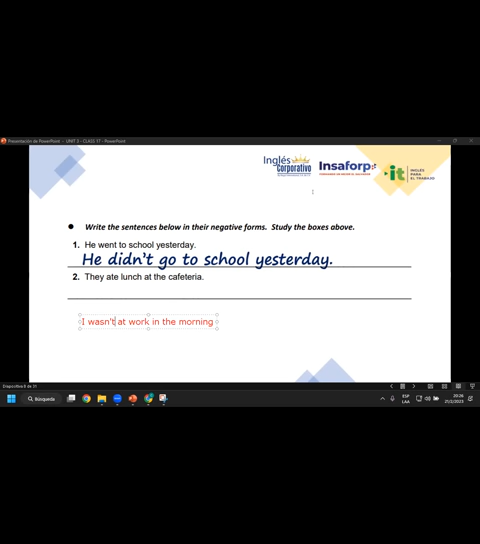 Presentación de PowerPoint - UNIT 3 - CLASS 17 - PowerPoint
Inglés
Corporativo
Insaforp
it
INGLÉS
PARA
EL TRABAJO
Write the sentences below in their negative forms. Study the boxes above.
1. He went to school yesterday.
He didn't go to school yesterday.
2. They ate lunch at the cafeteria.
I wasn't at work in the morning
Diapositiva 8 de 31
Búsqueda
ESP
LAA
20:26
21/2/2023